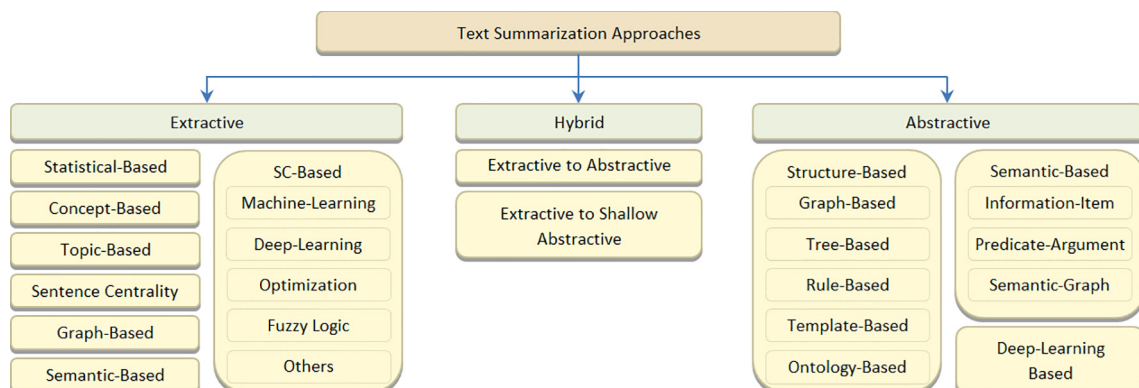 Text Summarization Approaches
Extractive
Statistical-Based
Concept-Based
Topic-Based
Sentence Centrality
Graph-Based
Semantic-Based
SC-Based
Machine-Learning
Deep-Learning
Optimization
Fuzzy Logic
Others
Hybrid
Extractive to Abstractive
Extractive to Shallow
Abstractive
Abstractive
Structure-Based
Graph-Based
Tree-Based
Rule-Based
Template-Based
Ontology-Based
Semantic-Based
Information-Item
Predicate-Argument
Semantic-Graph
Deep-Learning
Based